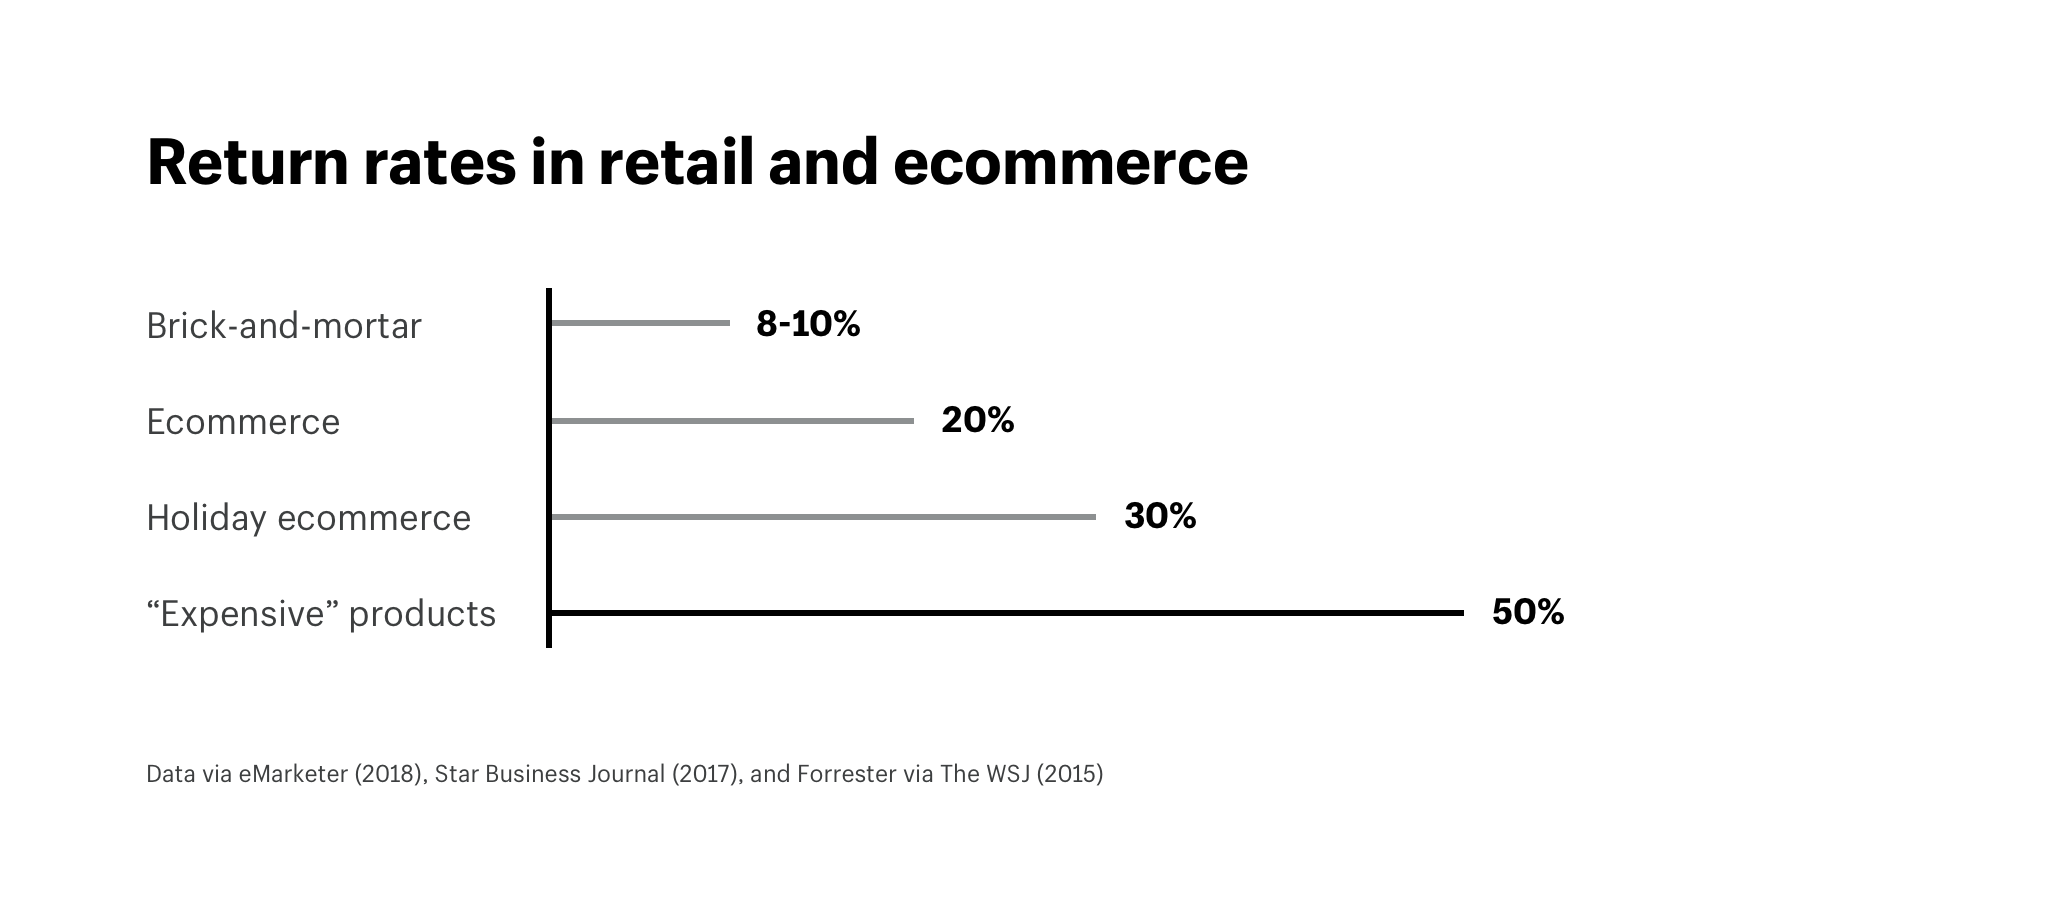 Return rates in retail and ecommerce
Brick-and-mortar 8-10%
Ecommerce 20%
Holiday ecommerce 30%
“Expensive” products 50%
Data via eMarketer (2018), Star Business Journal (2017), and Forrester via The WSJ (2015)